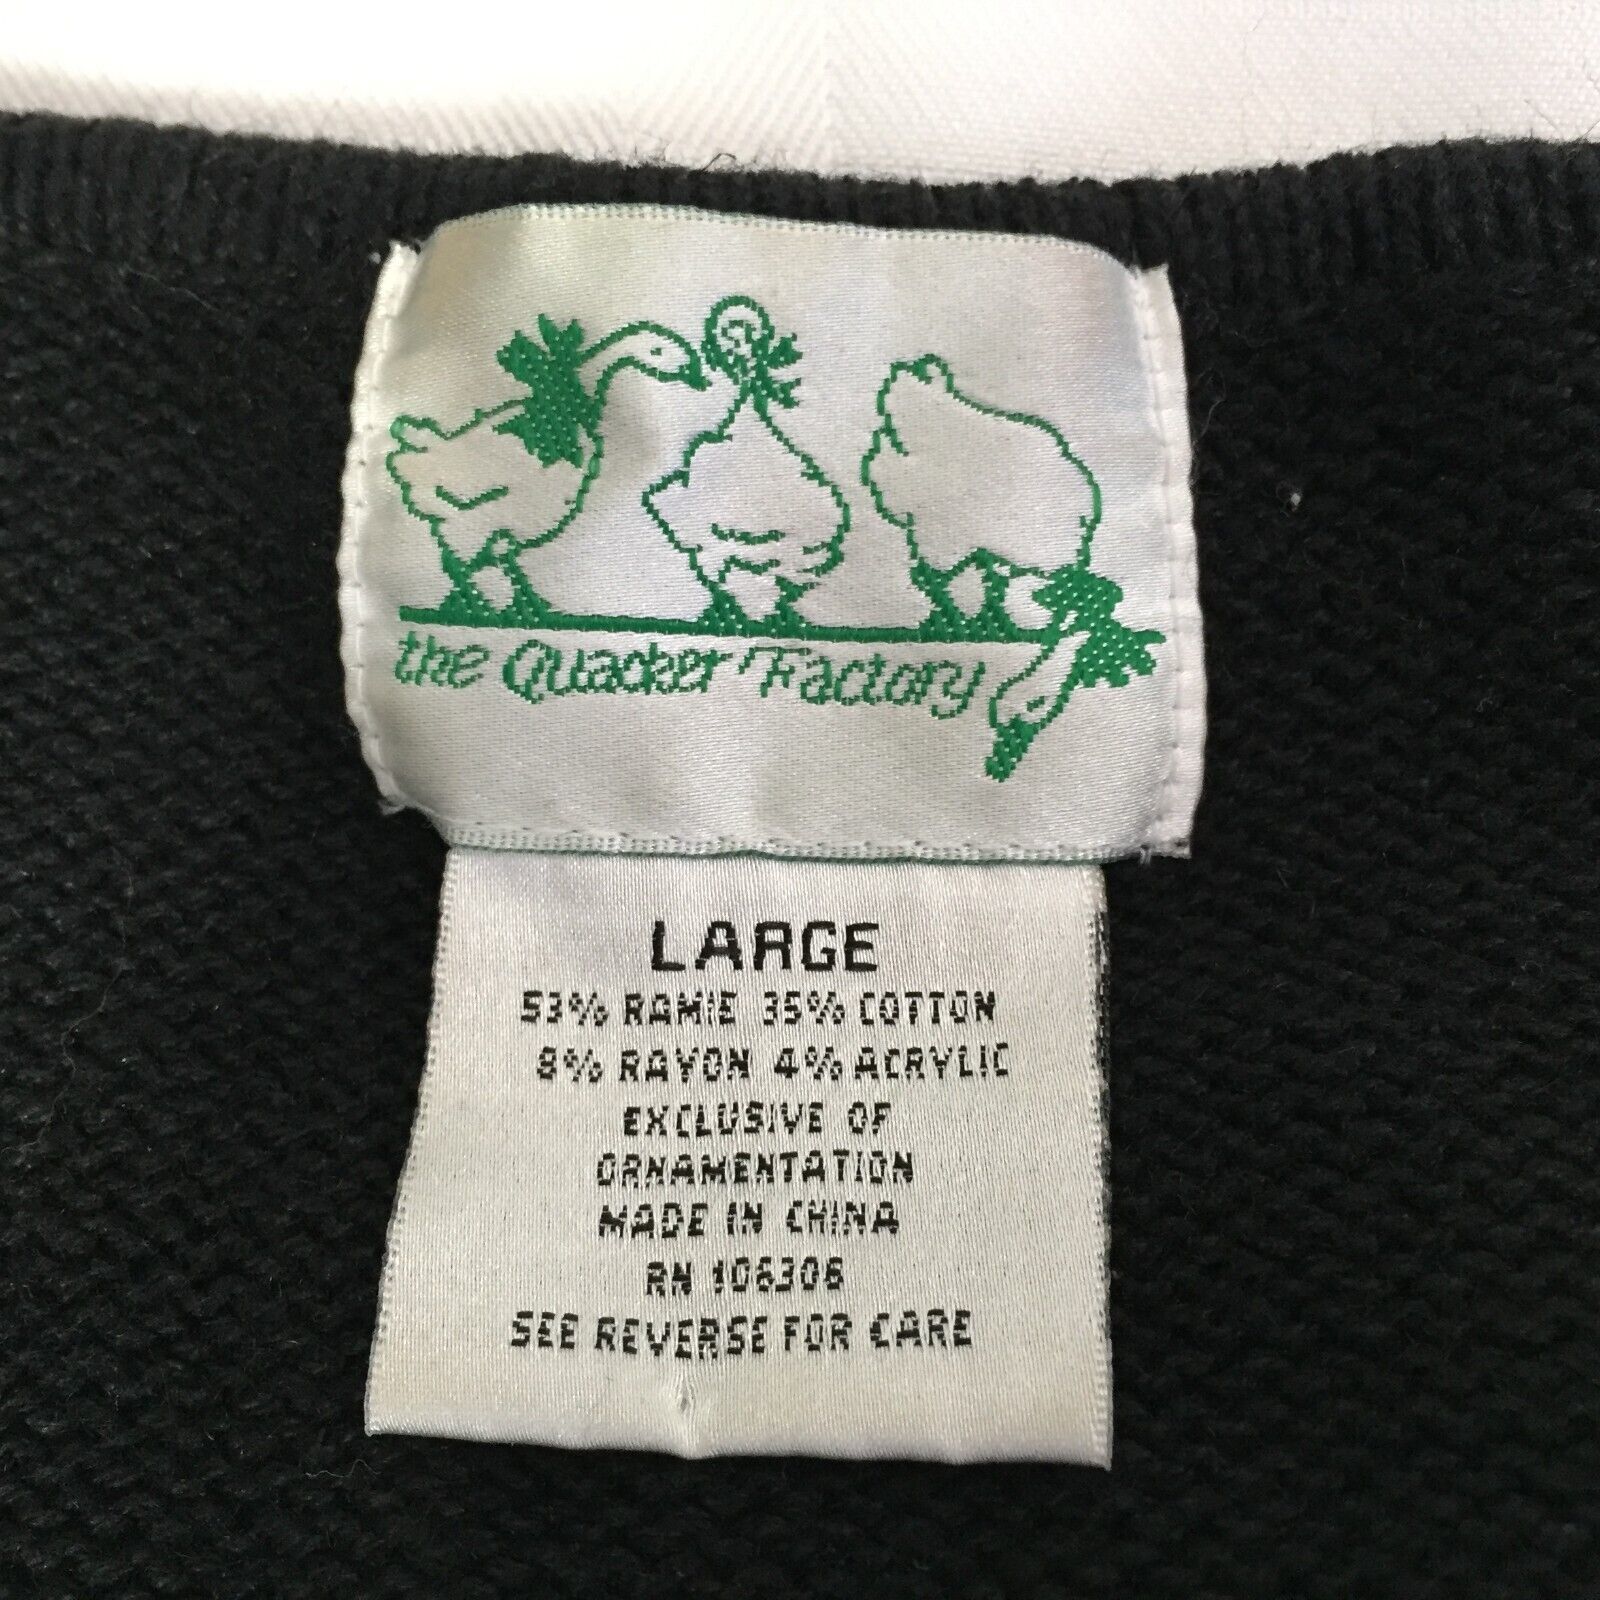 the Quacker Factory
LARGE
53% RAMIE 35% COTTON
8% RAYON 4% ACRYLIC
EXCLUSIVE OF
ORNAMENTATION
MADE IN CHINA
RN 106306
SEE REVERSE FOR CARE